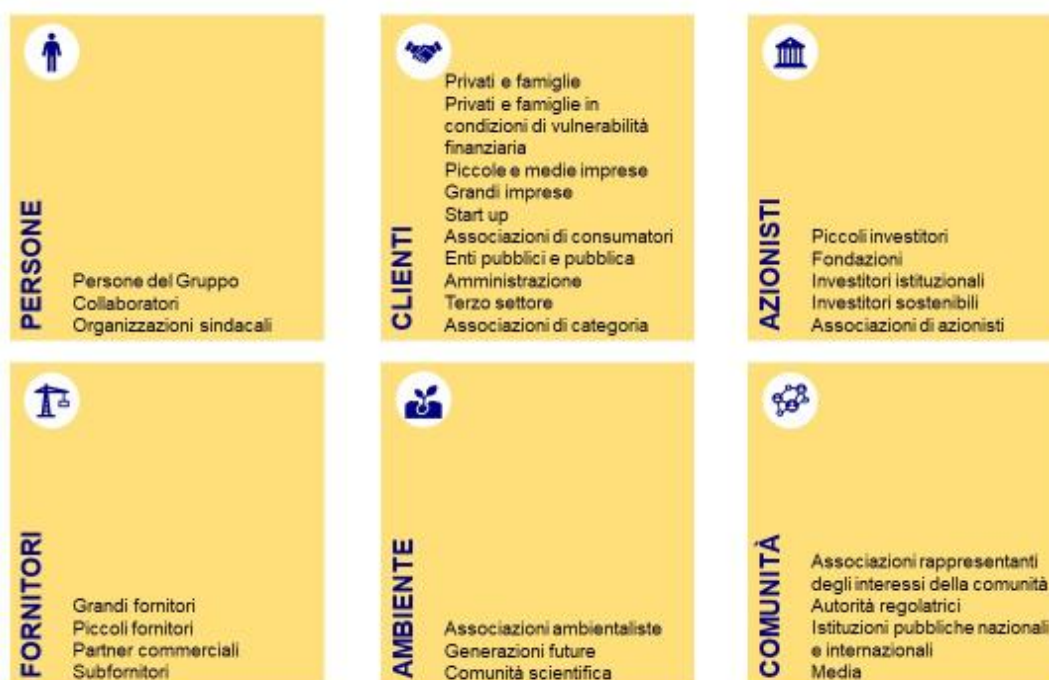 PERSONE
Persone del Gruppo
Collaboratori
Organizzazioni sindacali
CLIENTI
Privati e famiglie
Privati e famiglie in
condizioni di vulnerabilità
finanziaria
Piccole e medie imprese
Grandi imprese
Start up
Associazioni di consumatori
Enti pubblici e pubblica
Amministrazione
Terzo settore
Associazioni di categoria
AZIONISTI
Piccoli investitori
Fondazioni
Investitori istituzionali
Investitori sostenibili
Associazioni di azionisti
FORNITORI
Grandi fornitori
Piccoli fornitori
Partner commerciali
Subfornitori
AMBIENTE
Associazioni ambientaliste
Generazioni future
Comunità scientifica
COMUNITÀ
Associazioni rappresentanti
degli interessi della comunità
Autorità regolatrici
Istituzioni pubbliche nazionali
e internazionali
Media